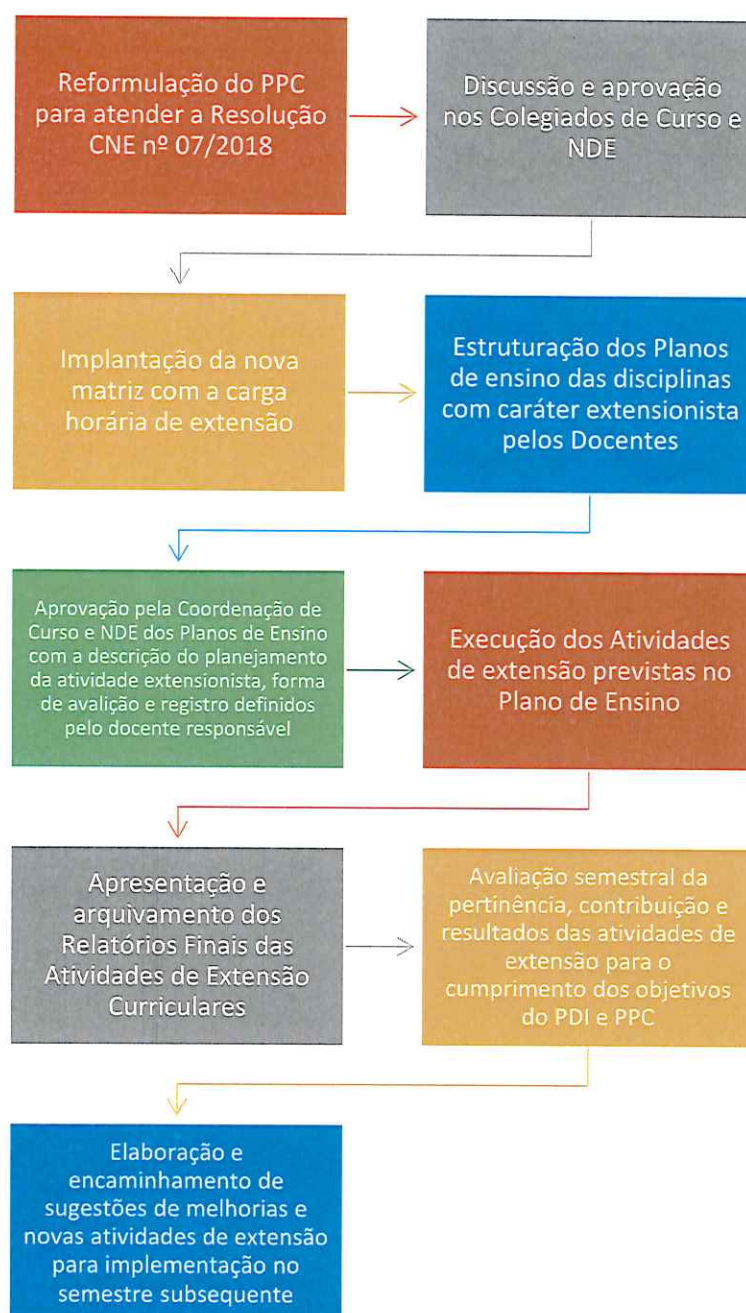 Reformulação do PPC
para atender a Resolução
CNE nº 07/2018
Discussão e aprovação
nos Colegiados de Curso e
NDE
Implantação da nova
matriz com a carga
horária de extensão
Estruturação dos Planos
de ensino das disciplinas
com caráter extensionista
pelos Docentes
Aprovação pela Coordenação de
Curso e NDE dos Planos de Ensino
com a descrição do planejamento
da atividade extensionista, forma
de avalição e registro definidos
pelo docente responsável
Execução dos Atividades
de extensão previstas no
Plano de Ensino
Apresentação e
arquivamento dos
Relatórios Finais das
Atividades de Extensão
Curriculares
Avaliação semestral da
pertinência, contribuição e
resultados das atividades de
extensão para o
cumprimento dos objetivos
do PDI e PPC
Elaboração e
encaminhamento de
sugestões de melhorias e
novas atividades de extensão
para implementação no
semestre subsequente